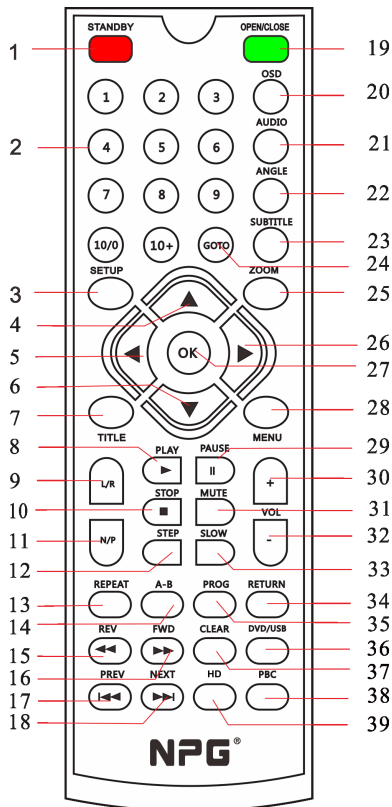 STANDBY OPEN/CLOSE
1 19
OSD
1 2 3 20
AUDIO
2 4 5 6 21
ANGLE
7 8 9 22
SUBTITLE
10/0 10+ GOTO 23
24
SETUP ZOOM
3 25
4
5 OK 26
27
6
7 28
TITLE MENU
PLAY PAUSE
8 29
9 L/R + 30
STOP MUTE
10 31
VOL
11 N/P - 32
STEP SLOW
12 33
REPEAT A-B PROG RETURN
13 34
14 35
REV FWD CLEAR DVD/USB
15 36
16 37
PREV NEXT HD PBC
17 38
18 39
NPG®